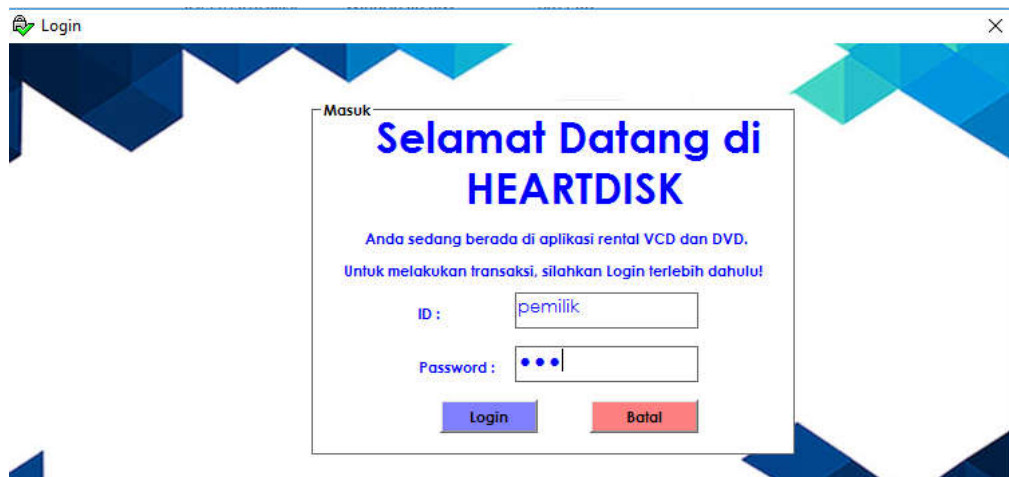 Login
Masuk
Selamat Datang di
HEARTDISK
Anda sedang berada di aplikasi rental VCD dan DVD.
Untuk melakukan transaksi, silahkan Login terlebih dahulu!
ID : pemilik
Password : •••
Login Batal